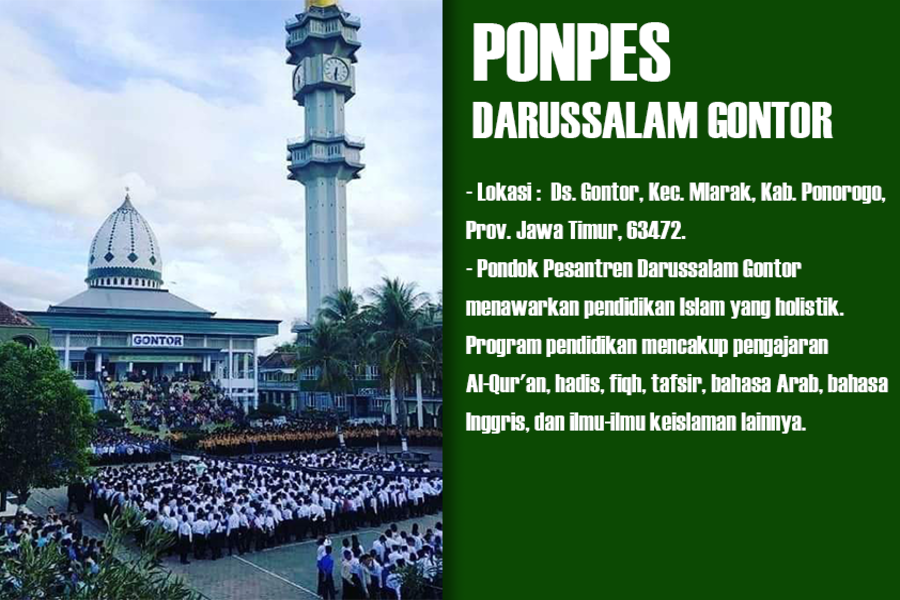 PONPES
DARUSSALAM GONTOR
- Lokasi : Ds. Gontor, Kec. Mlarak, Kab. Ponorogo,
Prov. Jawa Timur, 63472.
- Pondok Pesantren Darussalam Gontor
menawarkan pendidikan Islam yang holistik.
Program pendidikan mencakup pengajaran
Al-Qur'an, hadis, fiqh, tafsir, bahasa Arab, bahasa
Inggris, dan ilmu-ilmu keislaman lainnya.
GONTOR